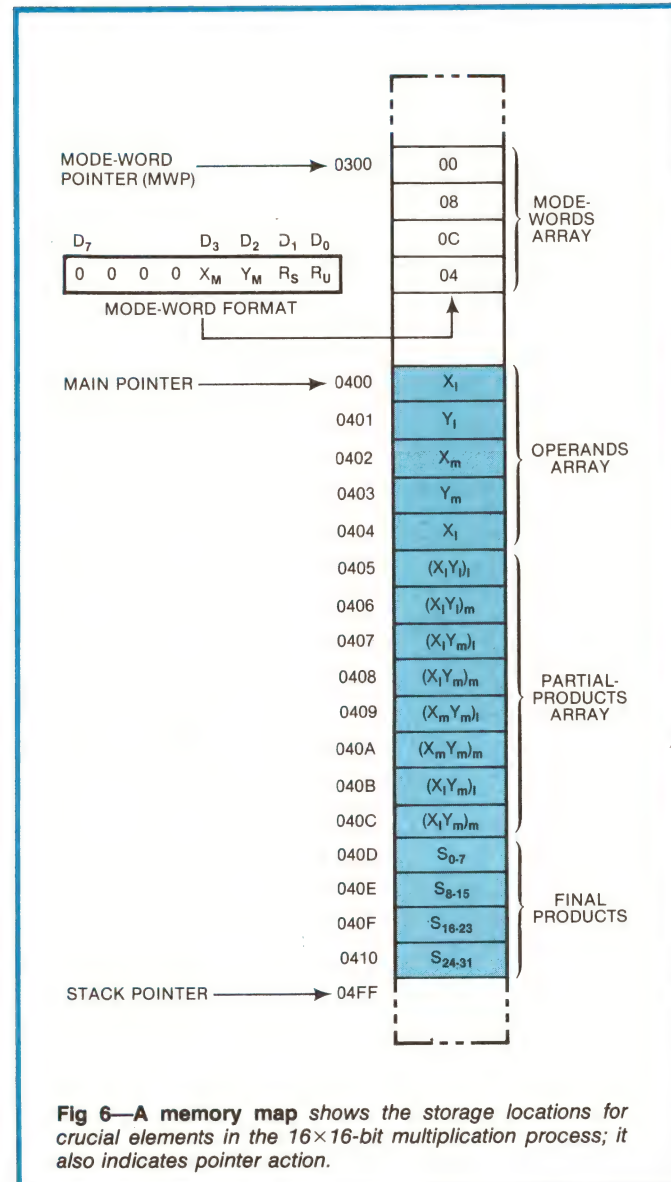 MODE-WORD
POINTER (MWP)
0300
00
08
0C
04
MODE-
WORDS
ARRAY
D₇ D₃ D₂ D₁ D₀
0 0 0 0 Xₘ Yₘ R_S R_U
MODE-WORD FORMAT
MAIN POINTER
0400 Xₗ
0401 Yₗ
0402 Xₘ
0403 Yₘ
0404 Xₗ
OPERANDS
ARRAY
0405 (XₗYₗ)ₗ
0406 (XₗYₗ)ₘ
0407 (XₗYₘ)ₗ
0408 (XₗYₘ)ₘ
0409 (XₘYₘ)ₗ
040A (XₘYₘ)ₘ
040B (XₗYₘ)ₗ
040C (XₗYₘ)ₘ
PARTIAL-
PRODUCTS
ARRAY
040D S₀₋₇
040E S₈₋₁₅
040F S₁₆₋₂₃
0410 S₂₄₋₃₁
FINAL
PRODUCTS
STACK POINTER
04FF
Fig 6—A memory map shows the storage locations for
crucial elements in the 16×16-bit multiplication process; it
also indicates pointer action.